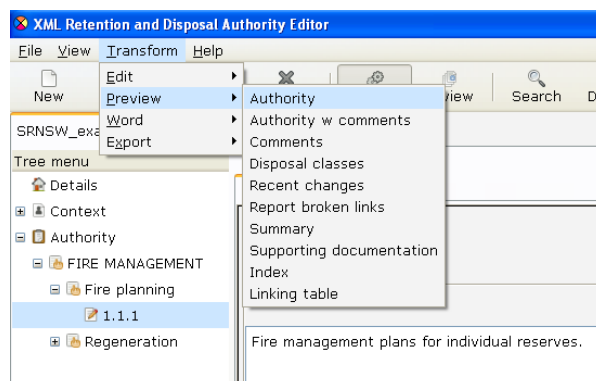 XML Retention and Disposal Authority Editor
File View Transform Help
New Search D
Edit
Preview
Word
Export
Authority
Authority w comments
Comments
Disposal classes
Recent changes
Report broken links
Summary
Supporting documentation
Index
Linking table
SRNSW_exa
Tree menu
Details
Context
Authority
FIRE MANAGEMENT
Fire planning
1.1.1
Regeneration
Fire management plans for individual reserves.